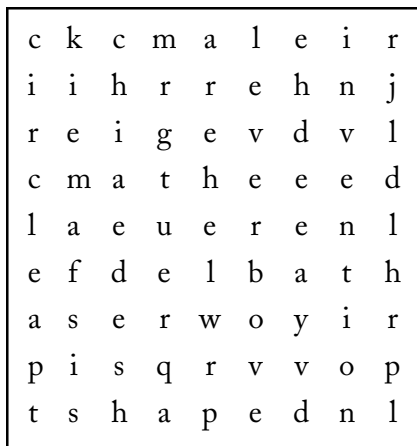 c k c m a l e i r
i i h r r e h n j
r e i g e v d v l
c m a t h e e e d
l a e u e r e n l
e f d e l b a t h
a s e r w o y i r
p i s q r v v o p
t s h a p e d n l